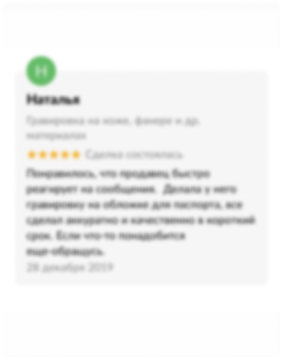 Н
Наталья
Гравировка на коже, фанере и др.
материалах
★★★★★ Сделка состоялась
Понравилось, что продавец быстро
реагирует на сообщения. Делала у него
гравировку на обложке для паспорта, все
сделал аккуратно и качественно в короткий
срок. Если что-то понадобится
еще-обращусь.
28 декабря 2019